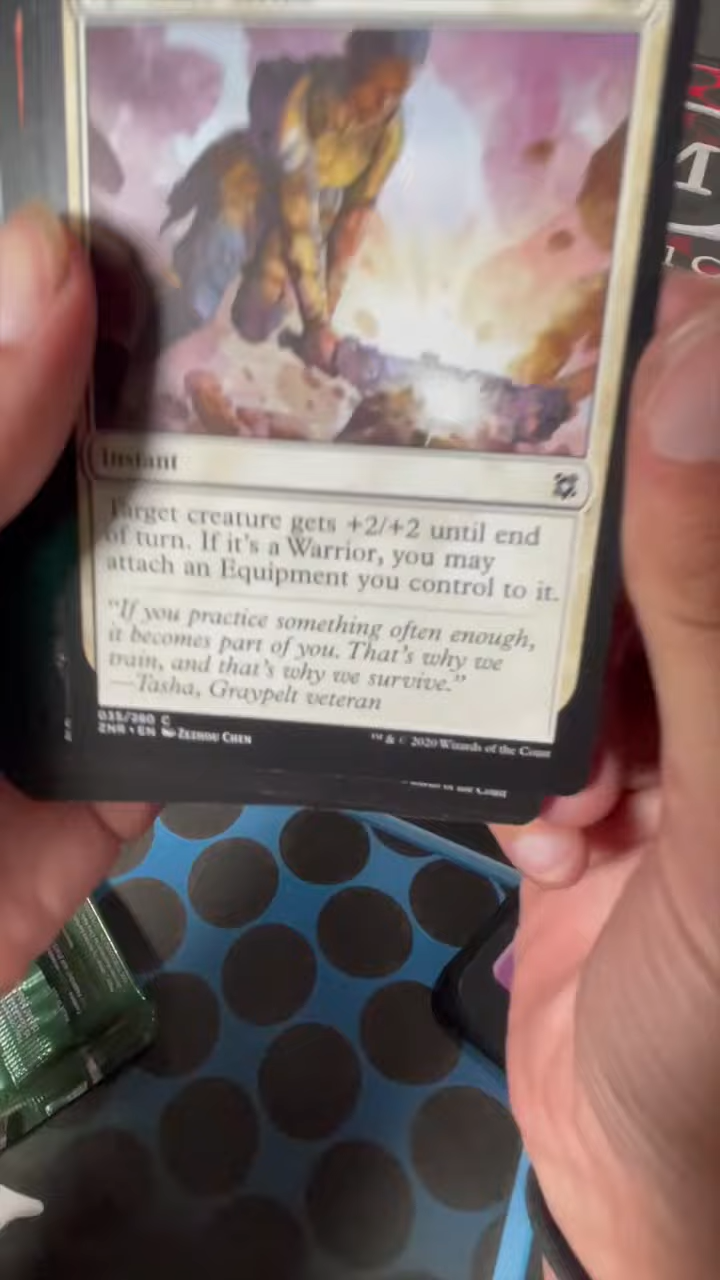 Instant
Target creature gets +2/+2 until end
of turn. If it's a Warrior, you may
attach an Equipment you control to it.
"If you practice something often enough,
it becomes part of you. That's why we
train, and that's why we survive."
—Tasha, Graypelt veteran
035/280 C
ZNR • EN Zezhou Chen
™ & © 2020 Wizards of the Coast